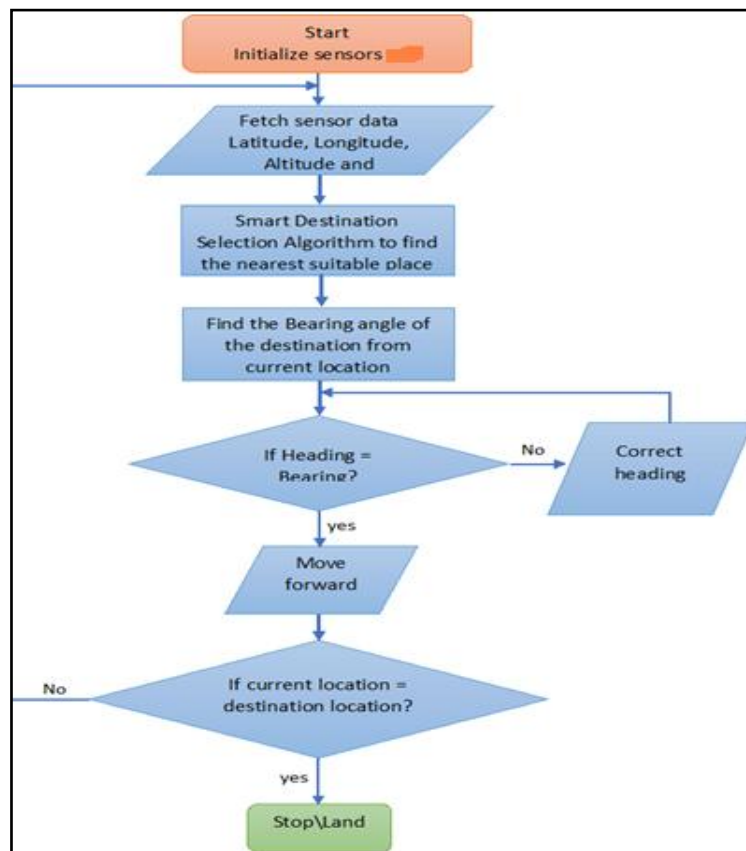 Start
Initialize sensors
Fetch sensor data
Latitude, Longitude,
Altitude and
Smart Destination
Selection Algorithm to find
the nearest suitable place
Find the Bearing angle of
the destination from
current location
If Heading =
Bearing?
No
Correct
heading
yes
Move
forward
If current location =
destination location?
No
yes
Stop\Land